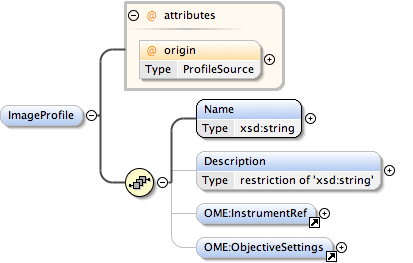 @ attributes
@ origin
Type ProfileSource
ImageProfile
Name
Type xsd:string
Description
Type restriction of 'xsd:string'
OME:InstrumentRef
OME:ObjectiveSettings